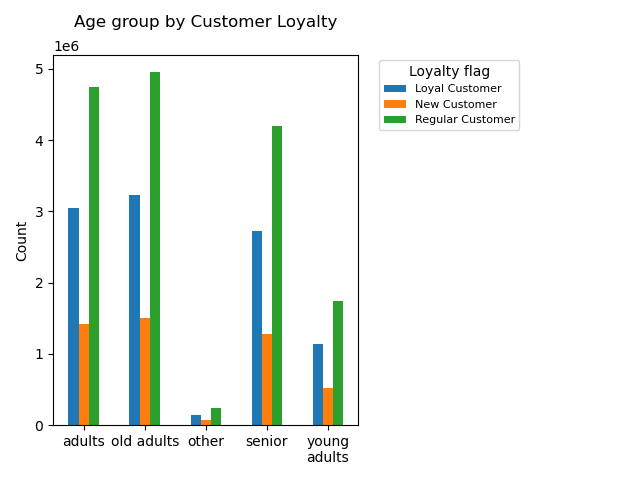 Age group by Customer Loyalty
1e6
5
4
3
2
1
0
Count
adults
old adults
other
senior
young
adults
Loyalty flag
Loyal Customer
New Customer
Regular Customer